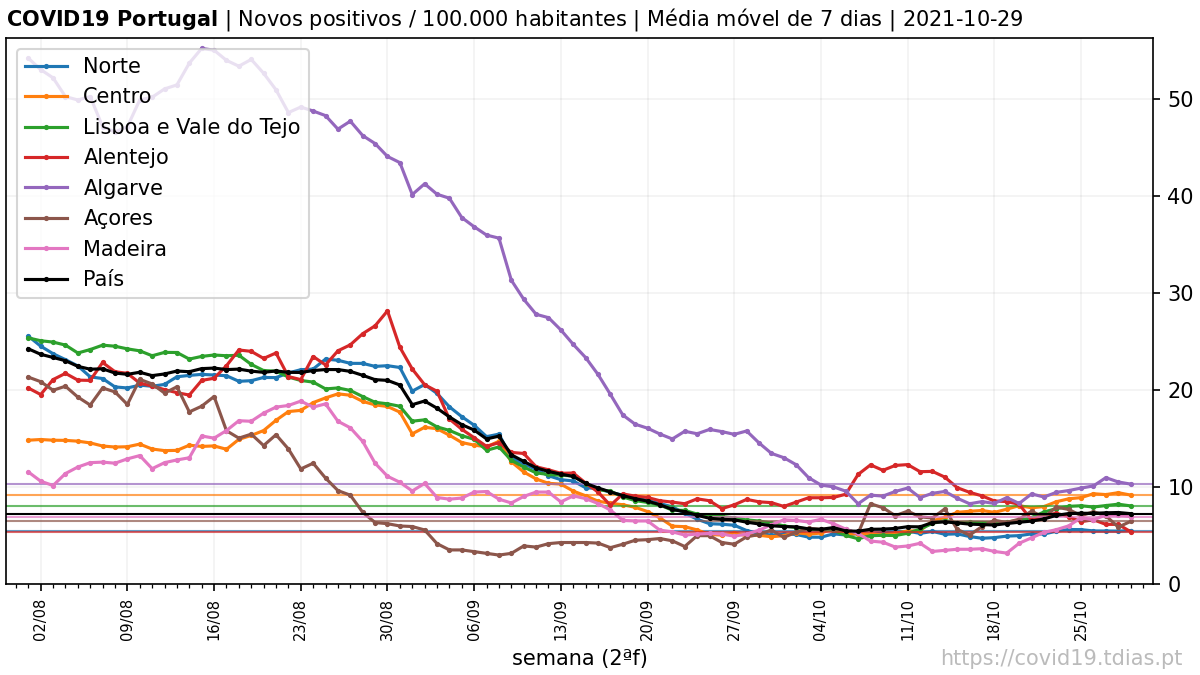 COVID19 Portugal | Novos positivos / 100.000 habitantes | Média móvel de 7 dias | 2021-10-29
Norte
Centro
Lisboa e Vale do Tejo
Alentejo
Algarve
Açores
Madeira
País
50
40
30
20
10
0
02/08
09/08
16/08
23/08
30/08
06/09
13/09
20/09
27/09
04/10
11/10
18/10
25/10
semana (2ªf)
https://covid19.tdias.pt